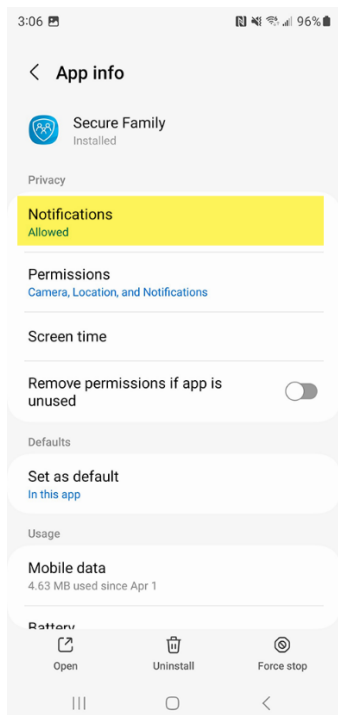 3:06 96%
App info
Secure Family
Installed
Privacy
Notifications
Allowed
Permissions
Camera, Location, and Notifications
Screen time
Remove permissions if app is
unused
Defaults
Set as default
In this app
Usage
Mobile data
4.63 MB used since Apr 1
Battery
Open Uninstall Force stop